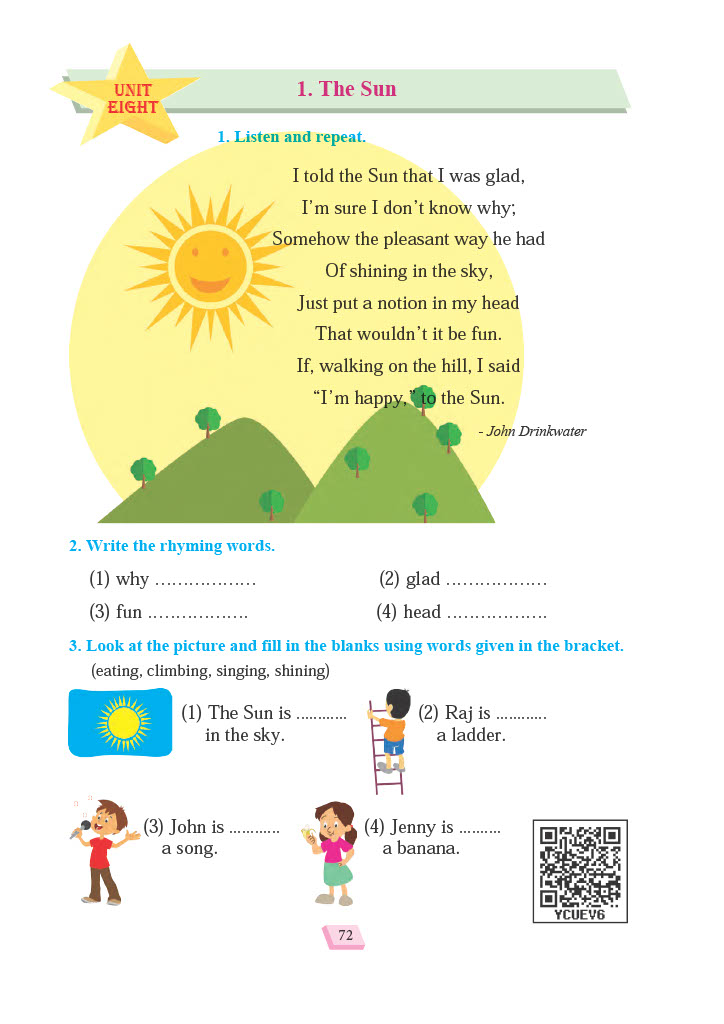 UNIT
EIGHT
1. The Sun
1. Listen and repeat.
I told the Sun that I was glad,
I'm sure I don't know why;
Somehow the pleasant way he had
Of shining in the sky,
Just put a notion in my head
That wouldn't it be fun.
If, walking on the hill, I said
“I'm happy,” to the Sun.
- John Drinkwater
2. Write the rhyming words.
(1) why ………………
(2) glad ………………
(3) fun ………………
(4) head ………………
3. Look at the picture and fill in the blanks using words given in the bracket.
(eating, climbing, singing, shining)
(1) The Sun is ............
in the sky.
(2) Raj is ............
a ladder.
(3) John is ............
a song.
(4) Jenny is ..........
a banana.
YCUEV6
72